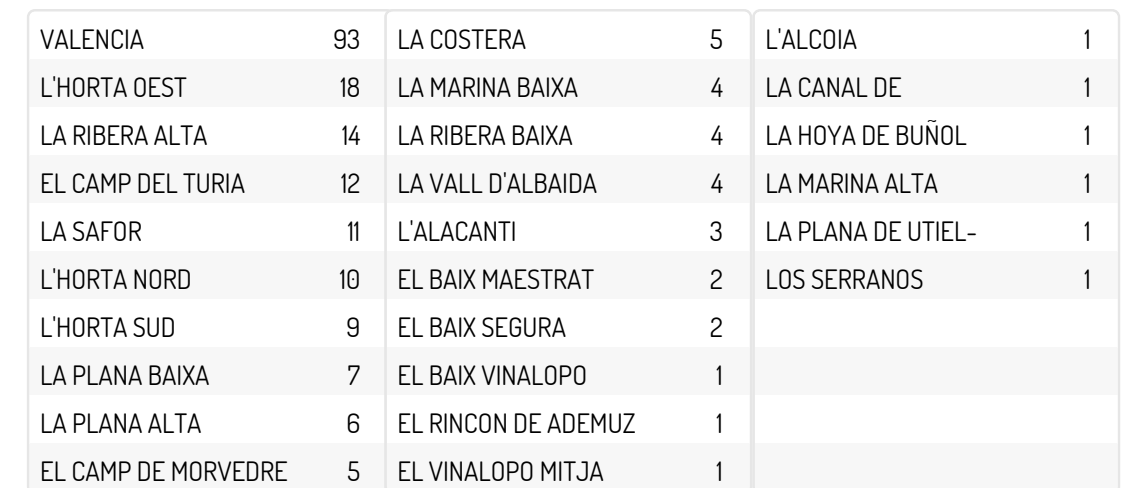 VALENCIA 93
L'HORTA OEST 18
LA RIBERA ALTA 14
EL CAMP DEL TURIA 12
LA SAFOR 11
L'HORTA NORD 10
L'HORTA SUD 9
LA PLANA BAIXA 7
LA PLANA ALTA 6
EL CAMP DE MORVEDRE 5
LA COSTERA 5
LA MARINA BAIXA 4
LA RIBERA BAIXA 4
LA VALL D'ALBAIDA 4
L'ALACANTI 3
EL BAIX MAESTRAT 2
EL BAIX SEGURA 2
EL BAIX VINALOPO 1
EL RINCON DE ADEMUZ 1
EL VINALOPO MITJA 1
L'ALCOIA 1
LA CANAL DE 1
LA HOYA DE BUÑOL 1
LA MARINA ALTA 1
LA PLANA DE UTIEL- 1
LOS SERRANOS 1